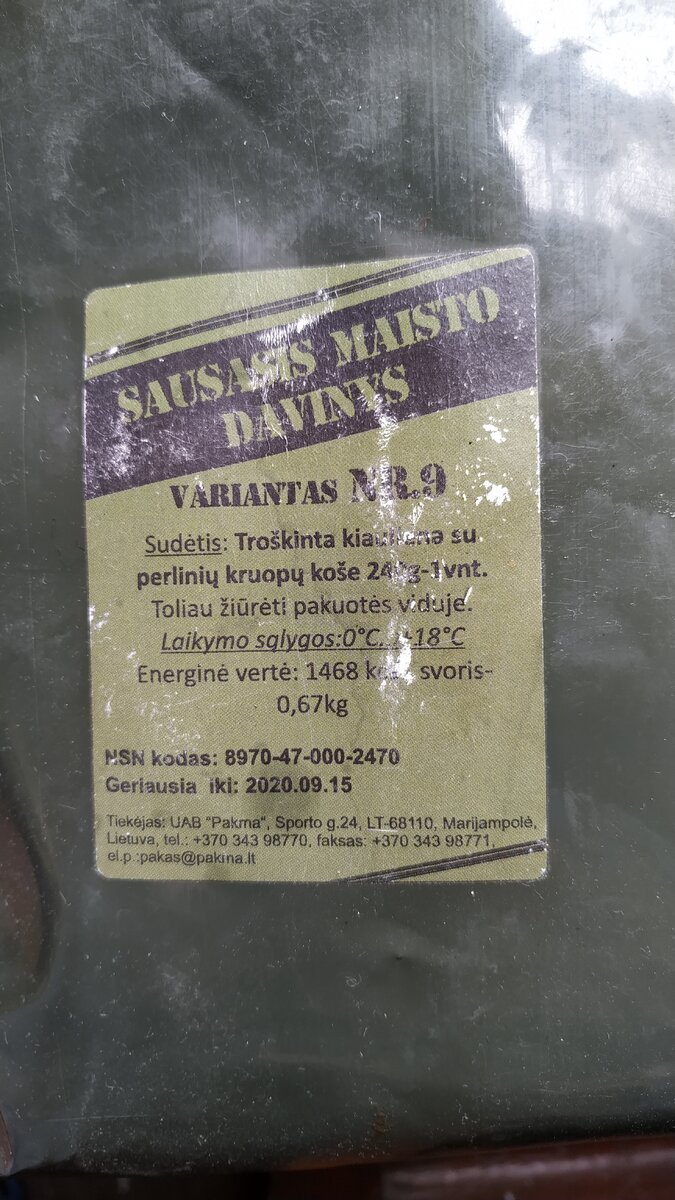 SAUSASIS MAISTO
DAVINYS
VARIANTAS NR.9
Sudėtis: Troškinta kiauliena su
perlinių kruopų koše
Toliau žiūrėti pakuotės viduje.
Laikymo sąlygos:0°C. +18°C
Energinė vertė: 1468 svoris-
0,67kg
NSN kodas: 8970-47-000-2470
Geriausia iki: 2020.09.15
Tiekėjas: UAB "Pakma", Sporto g.24, LT-68110, Marijampolė,
Lietuva, tel.: +370 343 98770, faksas: +370 343 98771,
el.p.:pakas@pakma.lt